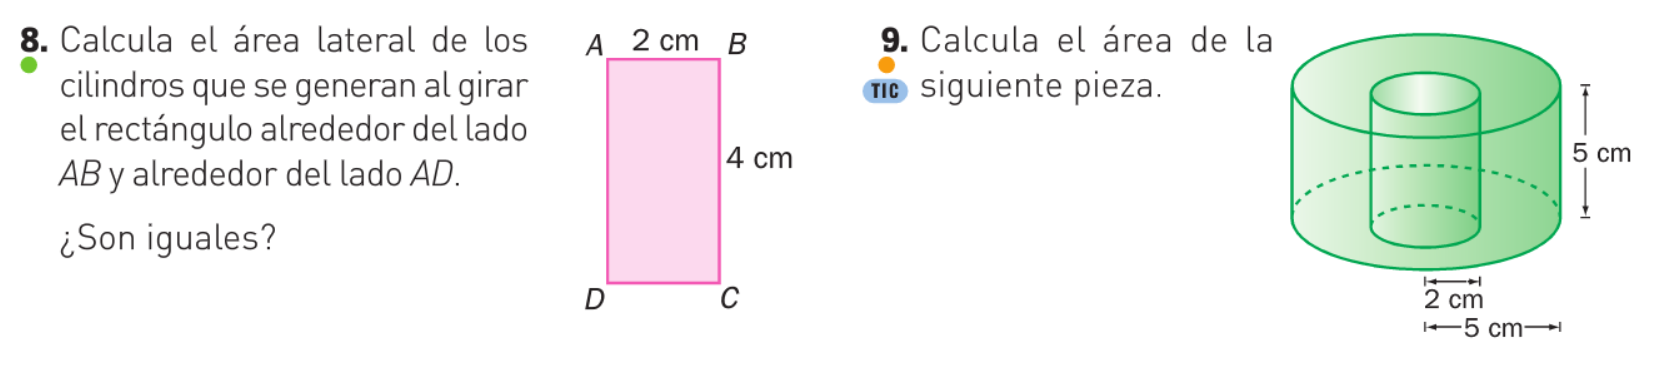 8. Calcula el área lateral de los
cilindros que se generan al girar
el rectángulo alrededor del lado
AB y alrededor del lado AD.
¿Son iguales?
A 2 cm B
4 cm
D C
9. Calcula el área de la
TIC siguiente pieza.
5 cm
2 cm
5 cm